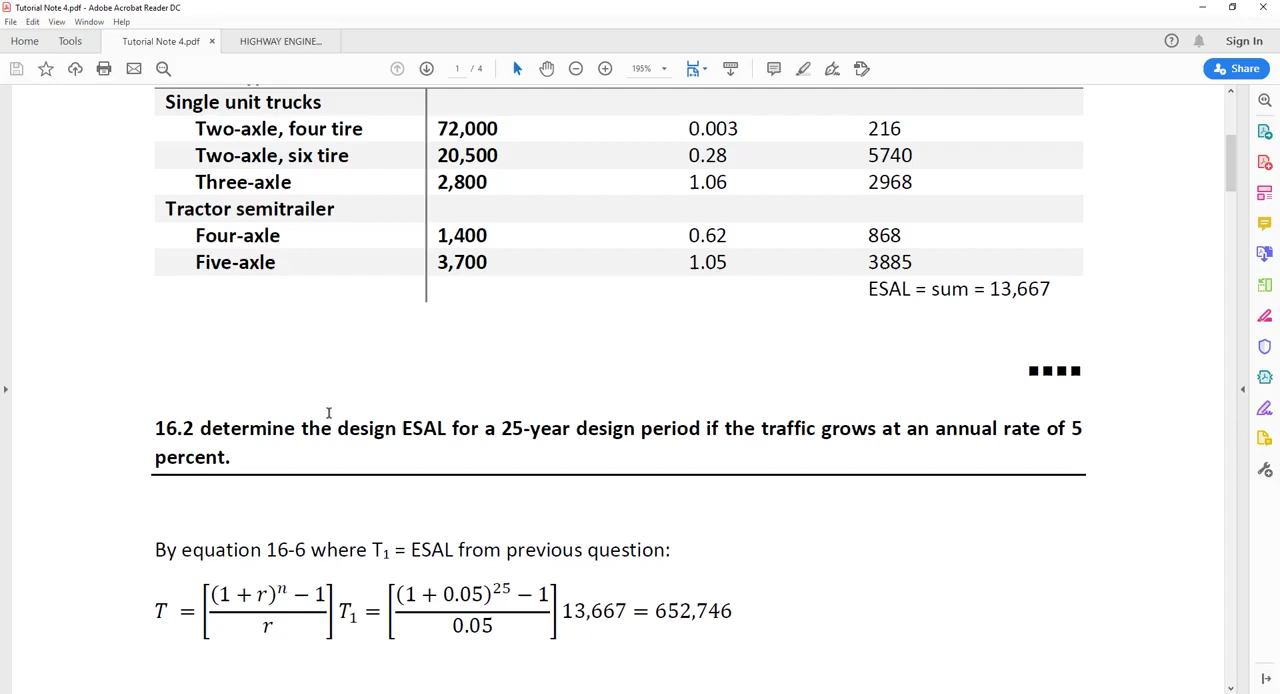 Tutorial Note 4.pdf - Adobe Acrobat Reader DC
File Edit View Window Help
Home Tools Tutorial Note 4.pdf × HIGHWAY ENGINE... Sign In
1 / 4 195% Share
Single unit trucks
Two-axle, four tire 72,000 0.003 216
Two-axle, six tire 20,500 0.28 5740
Three-axle 2,800 1.06 2968
Tractor semitrailer
Four-axle 1,400 0.62 868
Five-axle 3,700 1.05 3885
ESAL = sum = 13,667
16.2 determine the design ESAL for a 25-year design period if the traffic grows at an annual rate of 5
percent.
By equation 16-6 where T₁ = ESAL from previous question:
T = [((1 + r)ⁿ − 1)/r] T₁ = [((1 + 0.05)²⁵ − 1)/0.05] 13,667 = 652,746